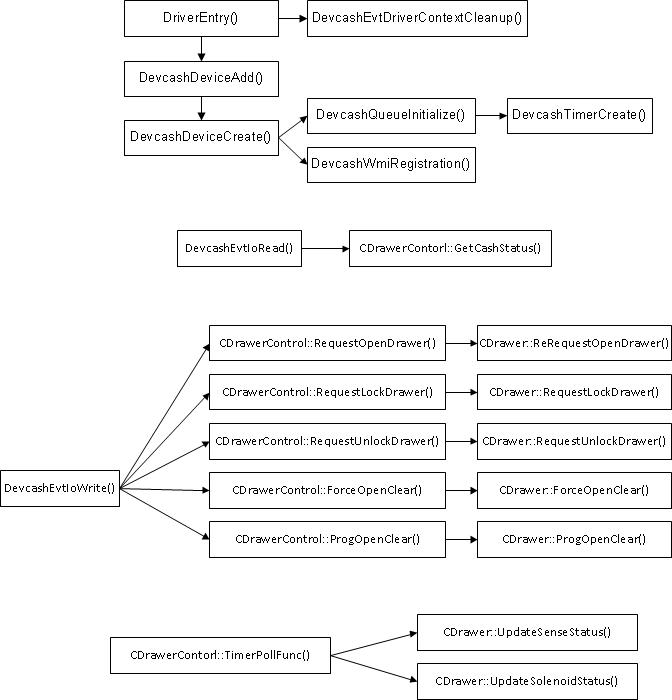 DriverEntry()
DevcashEvtDriverContextCleanup()
DevcashDeviceAdd()
DevcashDeviceCreate()
DevcashQueueInitialize()
DevcashTimerCreate()
DevcashWmiRegistration()
DevcashEvtIoRead()
CDrawerContorl::GetCashStatus()
CDrawerControl::RequestOpenDrawer()
CDrawer::ReRequestOpenDrawer()
CDrawerControl::RequestLockDrawer()
CDrawer::RequestLockDrawer()
CDrawerControl::RequestUnlockDrawer()
CDrawer::RequestUnlockDrawer()
DevcashEvtIoWrite()
CDrawerControl::ForceOpenClear()
CDrawer::ForceOpenClear()
CDrawerControl::ProgOpenClear()
CDrawer::ProgOpenClear()
CDrawerContorl::TimerPollFunc()
CDrawer::UpdateSenseStatus()
CDrawer::UpdateSolenoidStatus()